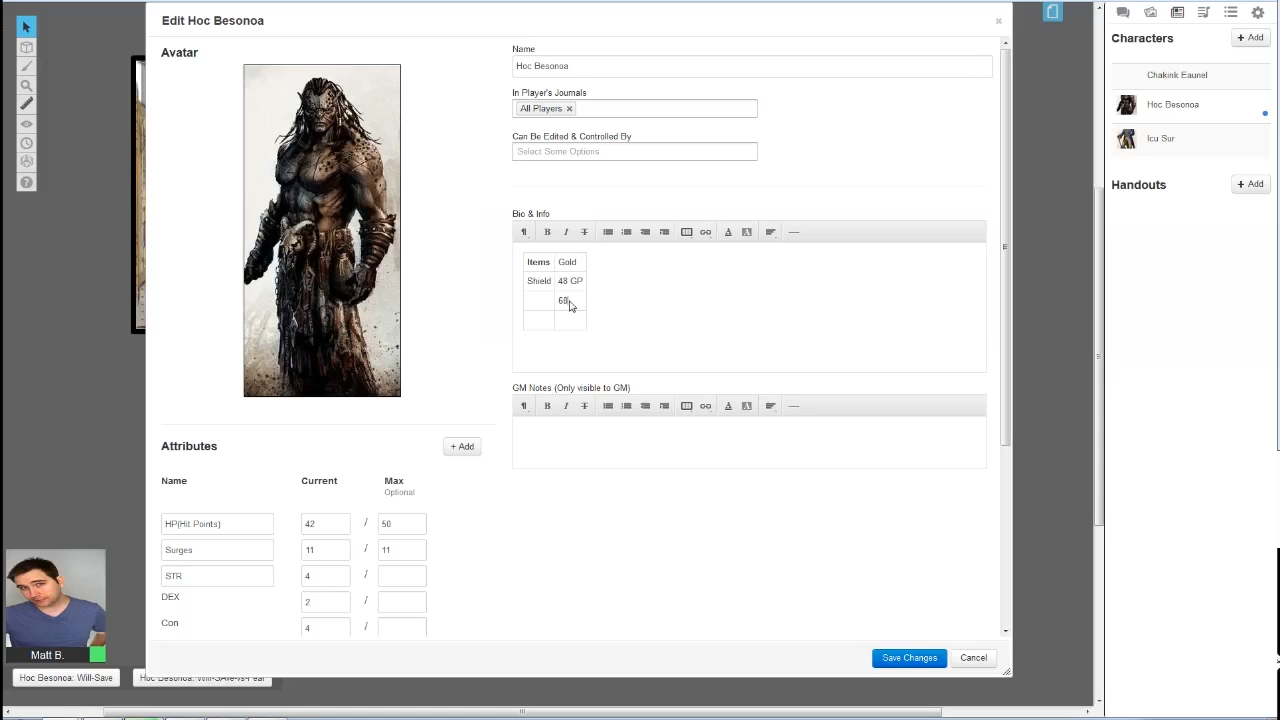 Edit Hoc Besonoa
×
Avatar
Name
Hoc Besonoa
In Player's Journals
All Players ×
Can Be Edited & Controlled By
Select Some Options
Bio & Info
¶ B I T
Items Gold
Shield 48 GP
68
GM Notes (Only visible to GM)
¶ B I T
Attributes
+ Add
Name Current Max
Optional
HP(Hit Points) 42 / 50
Surges 11 / 11
STR 4 /
DEX 2 /
Con 4 /
Save Changes
Cancel
Matt B.
Hoc Besonoa: Will-Save
Characters
+ Add
Chakink Eaunel
Hoc Besonoa
Icu Sur
Handouts
+ Add